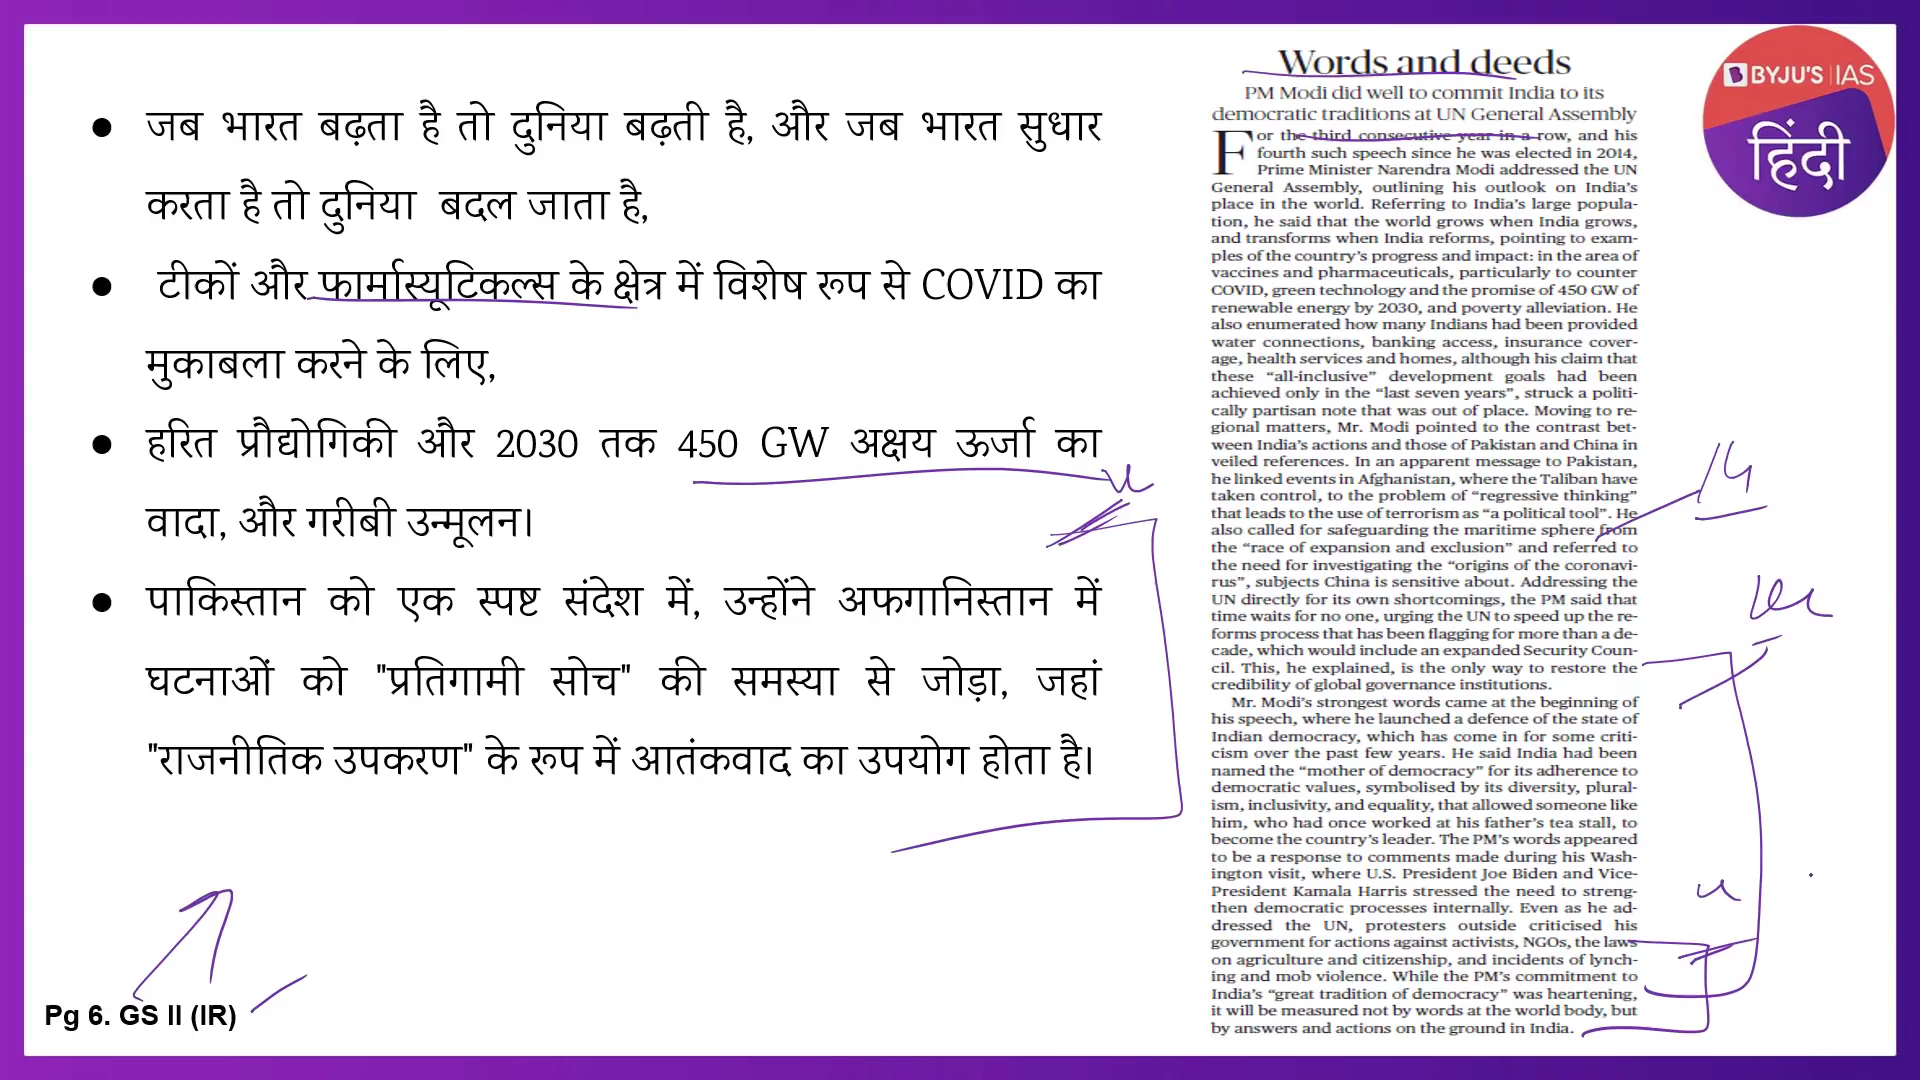 जब भारत बढ़ता है तो दुनिया बढ़ती है, और जब भारत सुधार
करता है तो दुनिया बदल जाता है,
टीकों और फार्मास्यूटिकल्स के क्षेत्र में विशेष रूप से COVID का
मुकाबला करने के लिए,
हरित प्रौद्योगिकी और 2030 तक 450 GW अक्षय ऊर्जा का
वादा, और गरीबी उन्मूलन।
पाकिस्तान को एक स्पष्ट संदेश में, उन्होंने अफगानिस्तान में
घटनाओं को "प्रतिगामी सोच" की समस्या से जोड़ा, जहां
"राजनीतिक उपकरण" के रूप में आतंकवाद का उपयोग होता है।
Pg 6. GS II (IR)
Words and deeds
PM Modi did well to commit India to its
democratic traditions at UN General Assembly
For the third consecutive year in a row, and his
fourth such speech since he was elected in 2014,
Prime Minister Narendra Modi addressed the UN
General Assembly, outlining his outlook on India's
place in the world. Referring to India's large popula-
tion, he said that the world grows when India grows,
and transforms when India reforms, pointing to exam-
ples of the country's progress and impact: in the area of
vaccines and pharmaceuticals, particularly to counter
COVID, green technology and the promise of 450 GW of
renewable energy by 2030, and poverty alleviation. He
also enumerated how many Indians had been provided
water connections, banking access, insurance cover-
age, health services and homes, although his claim that
these “all-inclusive” development goals had been
achieved only in the “last seven years”, struck a politi-
cally partisan note that was out of place. Moving to re-
gional matters, Mr. Modi pointed to the contrast bet-
ween India's actions and those of Pakistan and China in
veiled references. In an apparent message to Pakistan,
he linked events in Afghanistan, where the Taliban have
taken control, to the problem of “regressive thinking”
that leads to the use of terrorism as “a political tool”. He
also called for safeguarding the maritime sphere from
the “race of expansion and exclusion” and referred to
the need for investigating the “origins of the coronavi-
rus”, subjects China is sensitive about. Addressing the
UN directly for its own shortcomings, the PM said that
time waits for no one, urging the UN to speed up the re-
forms process that has been flagging for more than a de-
cade, which would include an expanded Security Coun-
cil. This, he explained, is the only way to restore the
credibility of global governance institutions.
Mr. Modi's strongest words came at the beginning of
his speech, where he launched a defence of the state of
Indian democracy, which has come in for some criti-
cism over the past few years. He said India had been
named the “mother of democracy” for its adherence to
democratic values, symbolised by its diversity, plural-
ism, inclusivity, and equality, that allowed someone like
him, who had once worked at his father's tea stall, to
become the country's leader. The PM's words appeared
to be a response to comments made during his Wash-
ington visit, where U.S. President Joe Biden and Vice-
President Kamala Harris stressed the need to streng-
then democratic processes internally. Even as he ad-
dressed the UN, protesters outside criticised his
government for actions against activists, NGOs, the laws
on agriculture and citizenship, and incidents of lynch-
ing and mob violence. While the PM's commitment to
India's “great tradition of democracy” was heartening,
it will be measured not by words at the world body, but
by answers and actions on the ground in India.
BYJU'S IAS
हिंदी